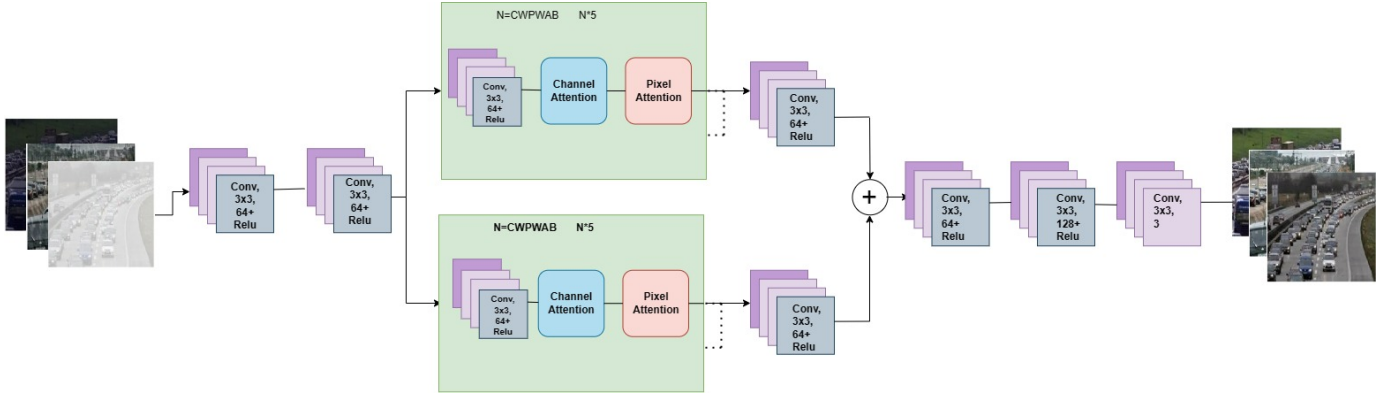 N=CWPWAB N*5
Conv,
3x3,
64+
Relu
Channel
Attention
Pixel
Attention
Conv,
3x3,
64+
Relu
Conv,
3x3,
64+
Relu
Conv,
3x3,
64+
Relu
+
Conv,
3x3,
64+
Relu
Conv,
3x3,
128+
Relu
Conv,
3x3,
3
N=CWPWAB N*5
Conv,
3x3,
64+
Relu
Channel
Attention
Pixel
Attention
Conv,
3x3,
64+
Relu